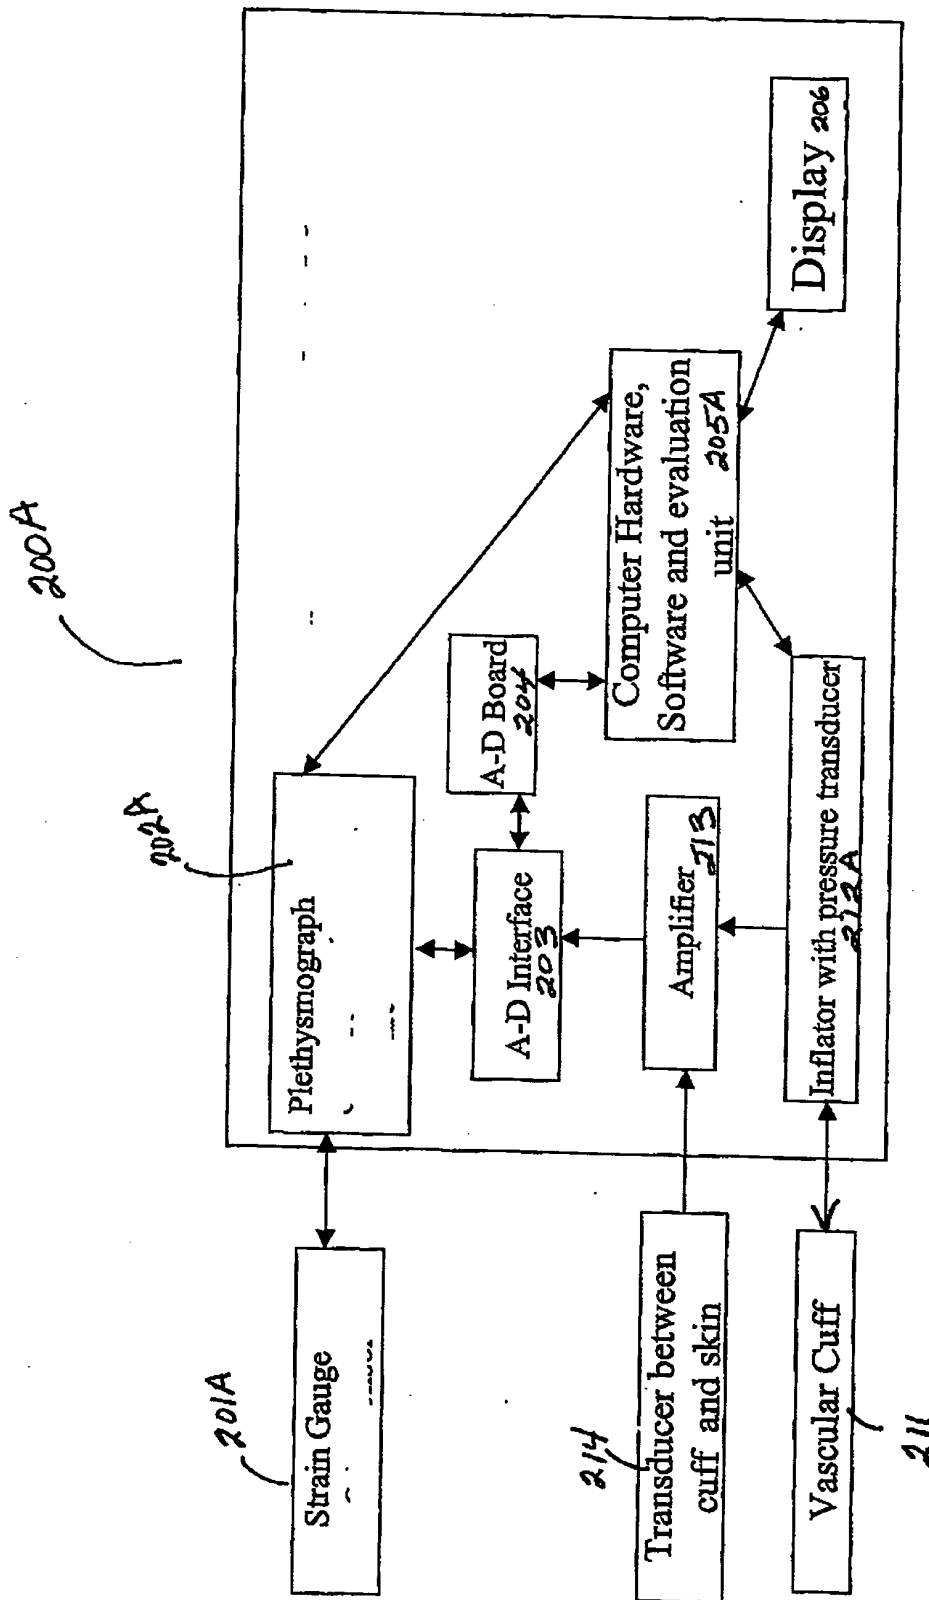 200A
201A
Strain Gauge
202A
Plethysmograph
214
Transducer between
cuff and skin
A-D Interface
203
A-D Board
204
Amplifier 213
Computer Hardware,
Software and evaluation
unit 205A
Vascular Cuff
211
Inflator with pressure transducer
212A
Display 206